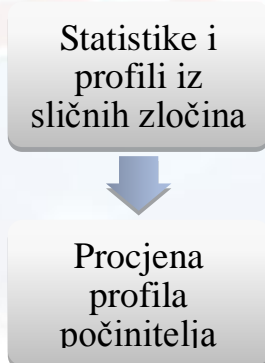 Statistike i
profili iz
sličnih zločina
Procjena
profila
počinitelja